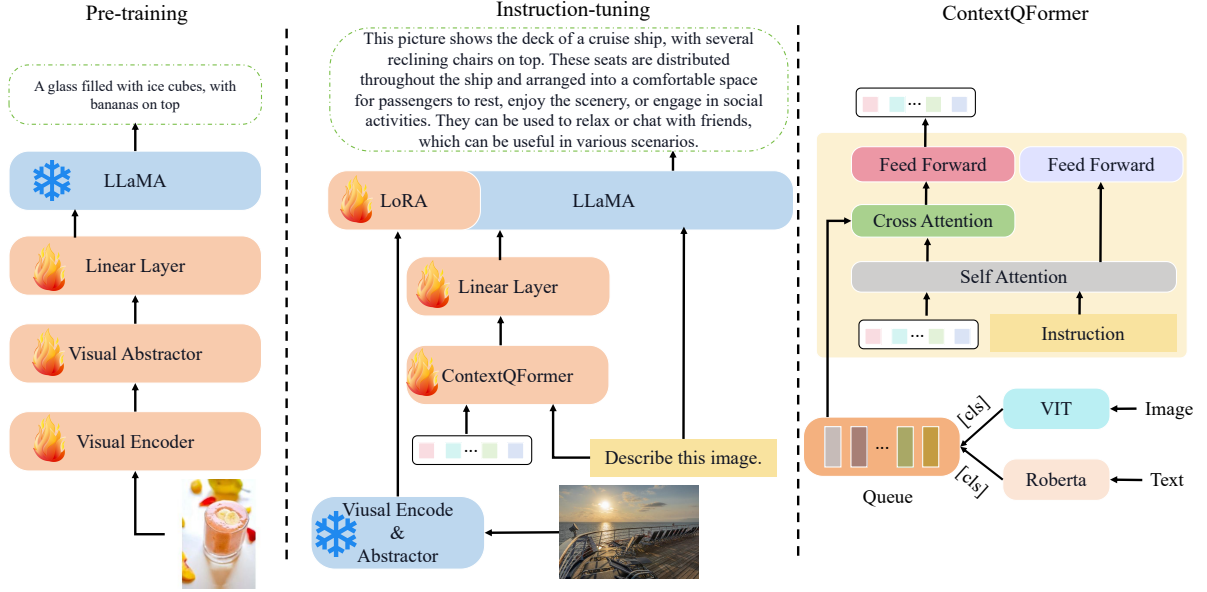 Pre-training
A glass filled with ice cubes, with
bananas on top
LLaMA
Linear Layer
Visual Abstractor
Visual Encoder
Instruction-tuning
This picture shows the deck of a cruise ship, with several
reclining chairs on top. These seats are distributed
throughout the ship and arranged into a comfortable space
for passengers to rest, enjoy the scenery, or engage in social
activities. They can be used to relax or chat with friends,
which can be useful in various scenarios.
LoRA
LLaMA
Linear Layer
ContextQFormer
...
Describe this image.
Viusal Encode
&
Abstractor
ContextQFormer
...
Feed Forward
Feed Forward
Cross Attention
Self Attention
...
Instruction
...
Queue
[cls]
[cls]
VIT
Image
Roberta
Text